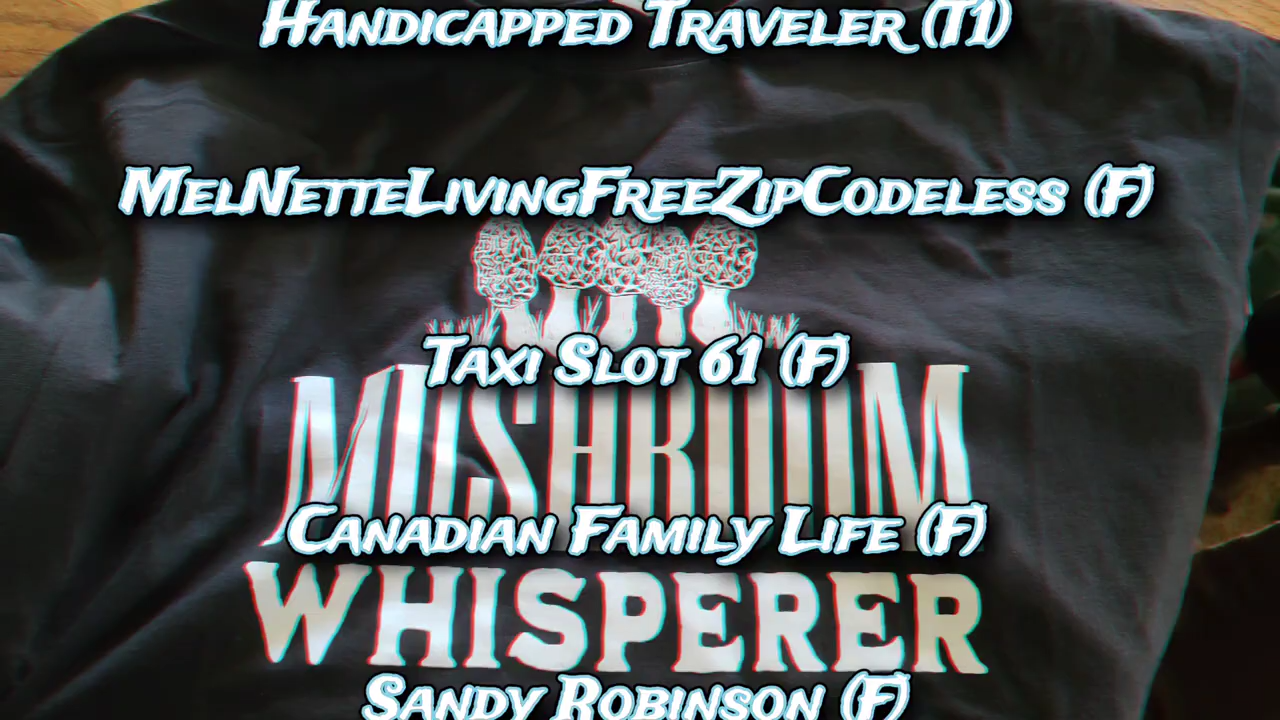 Handicapped Traveler (T1)
MelNetteLivingFreeZipCodeless (F)
Taxi Slot 61 (F)
MUSHROOM
Canadian Family Life (F)
WHISPERER
Sandy Robinson (F)